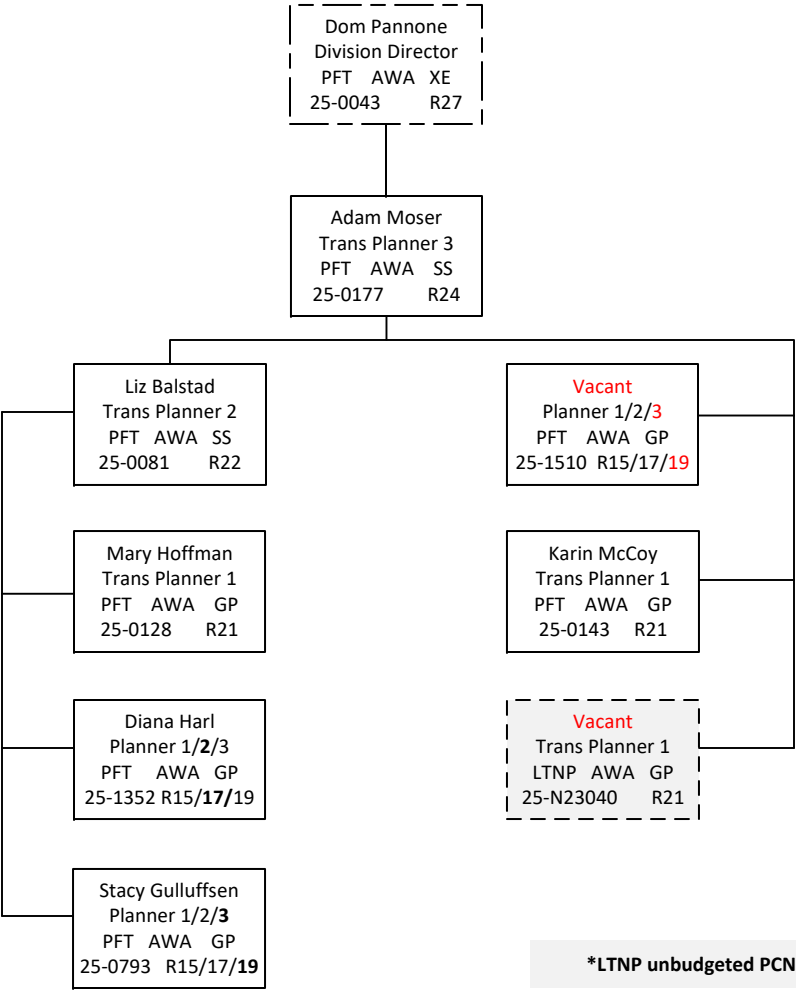 Dom Pannone
Division Director
PFT AWA XE
25-0043 R27
Adam Moser
Trans Planner 3
PFT AWA SS
25-0177 R24
Liz Balstad
Trans Planner 2
PFT AWA SS
25-0081 R22
Mary Hoffman
Trans Planner 1
PFT AWA GP
25-0128 R21
Diana Harl
Planner 1/2/3
PFT AWA GP
25-1352 R15/17/19
Stacy Gulluffsen
Planner 1/2/3
PFT AWA GP
25-0793 R15/17/19
Vacant
Planner 1/2/3
PFT AWA GP
25-1510 R15/17/19
Karin McCoy
Trans Planner 1
PFT AWA GP
25-0143 R21
Vacant
Trans Planner 1
LTNP AWA GP
25-N23040 R21
*LTNP unbudgeted PCN